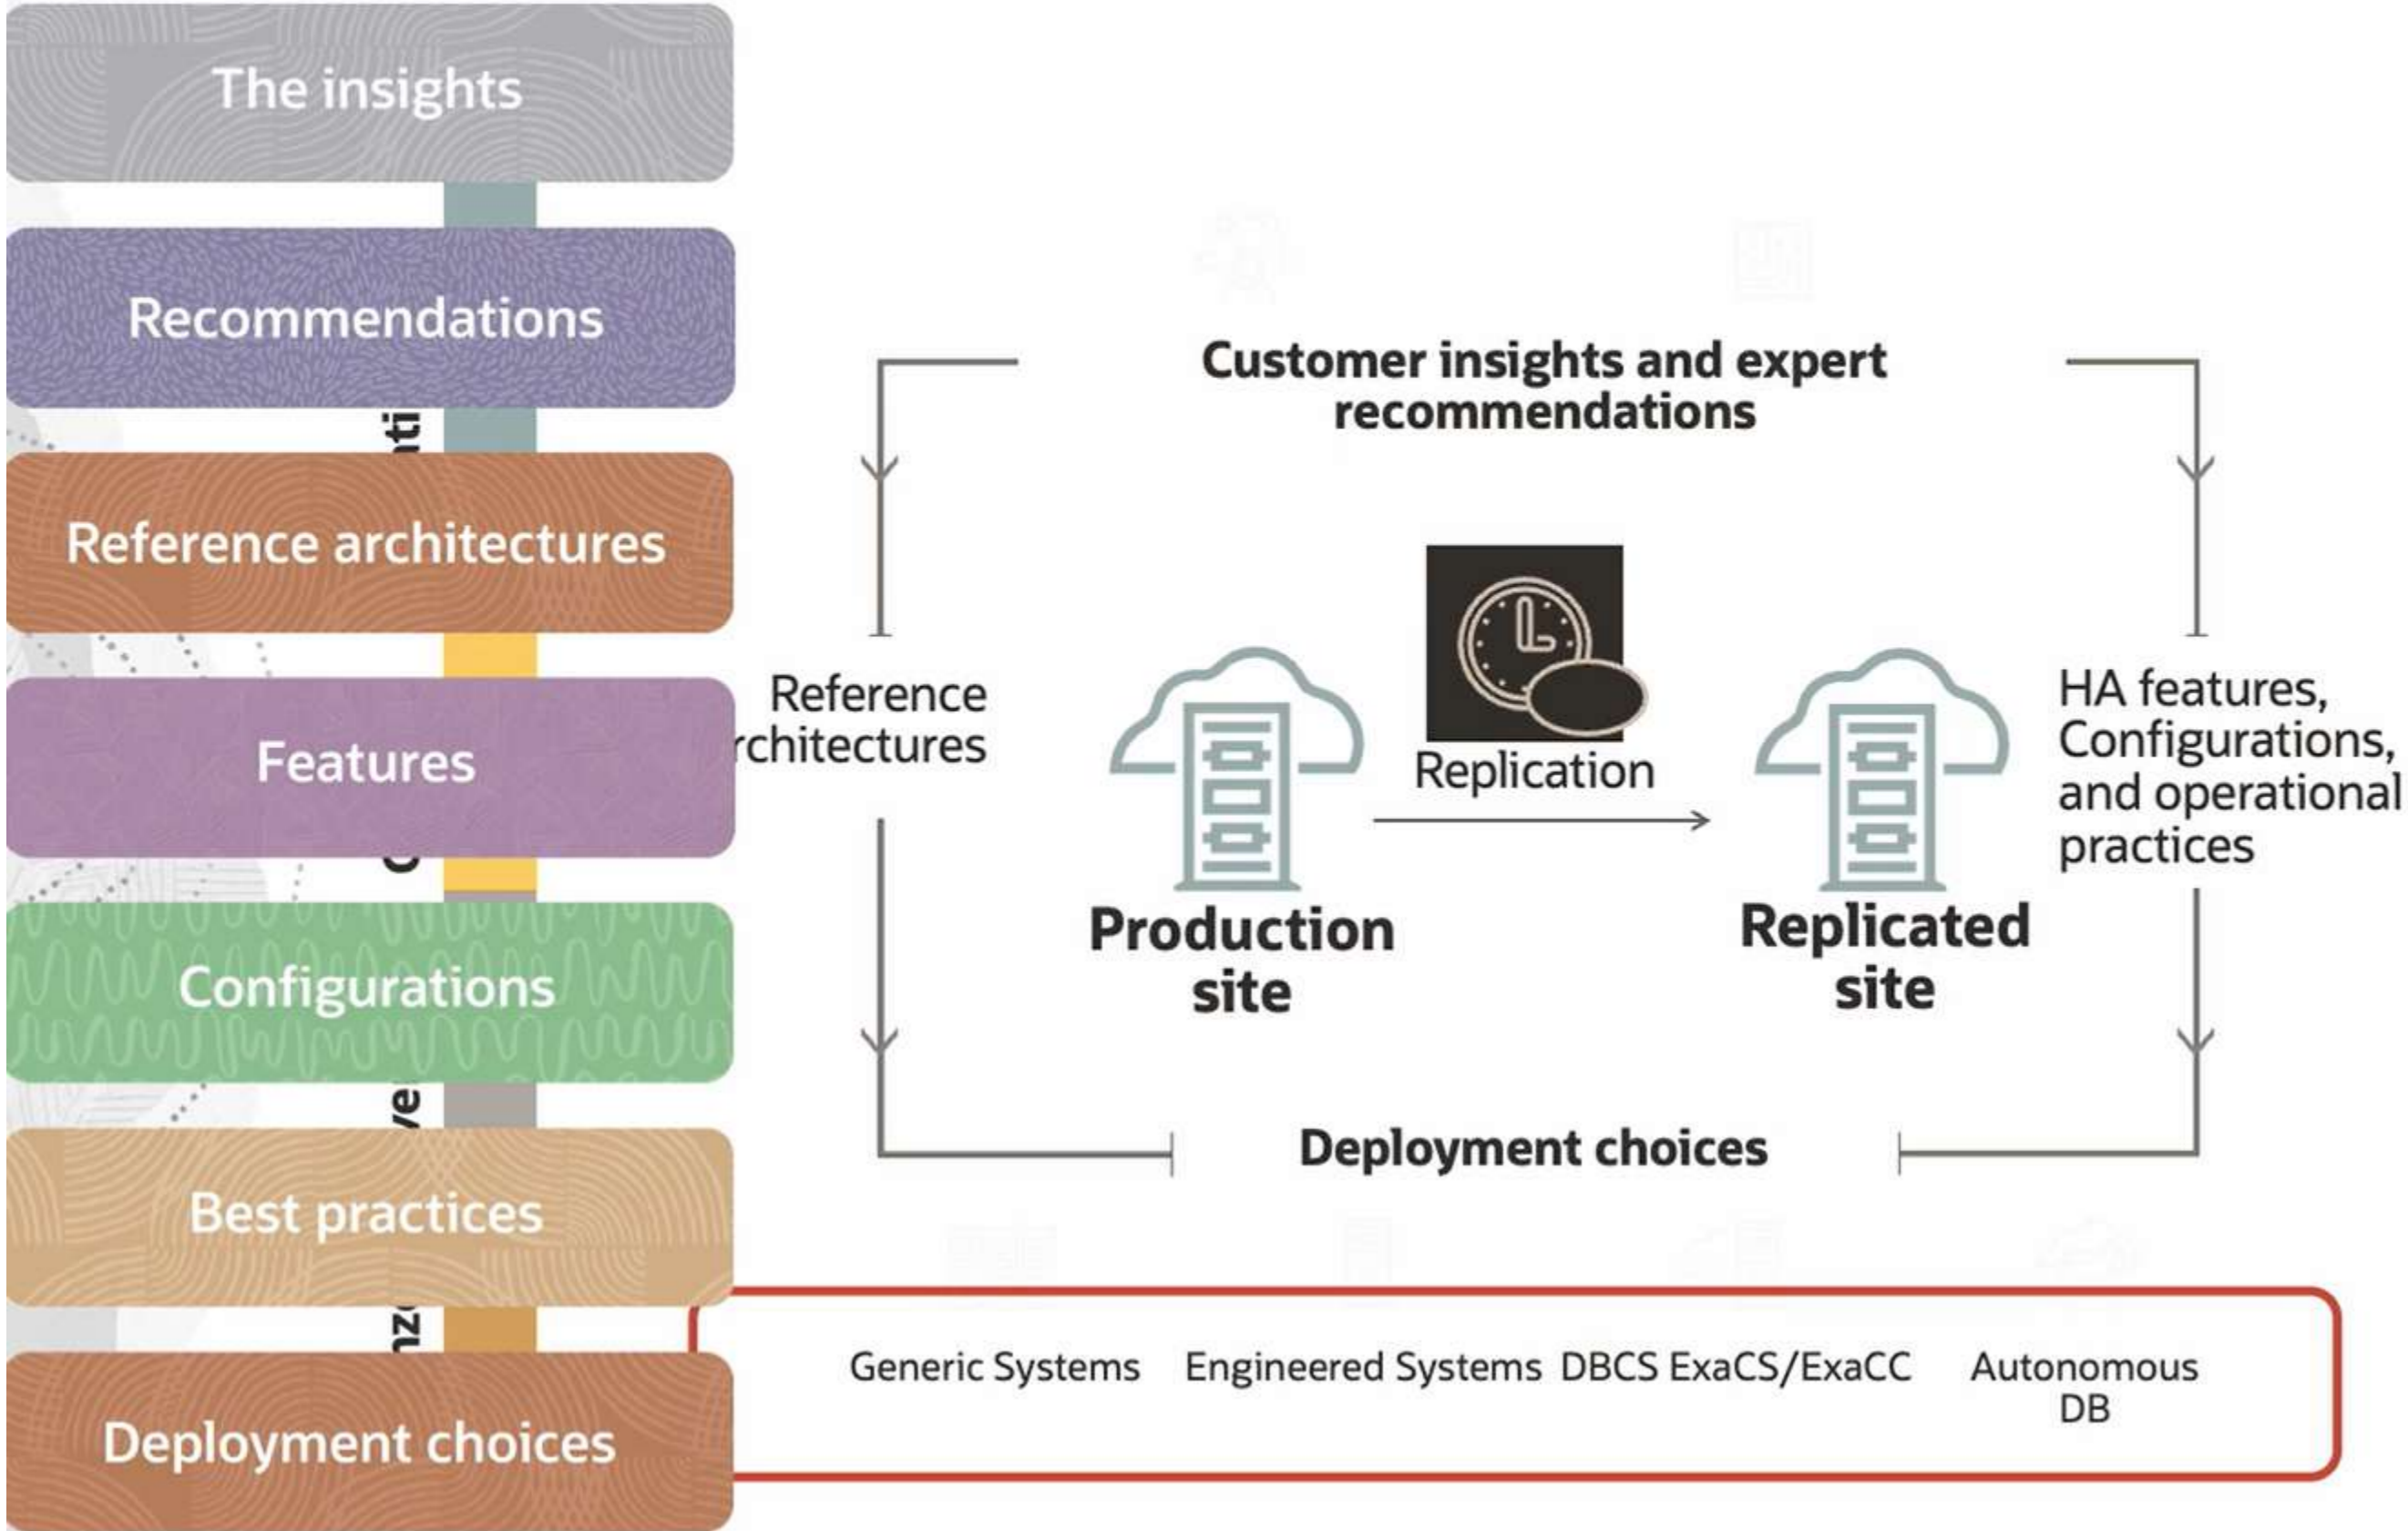 The insights
Recommendations
Reference architectures
Features
Configurations
Best practices
Deployment choices
Customer insights and expert
recommendations
Reference
rchitectures
Replication
Production
site
Replicated
site
HA features,
Configurations,
and operational
practices
Deployment choices
Generic Systems
Engineered Systems
DBCS ExaCS/ExaCC
Autonomous
DB